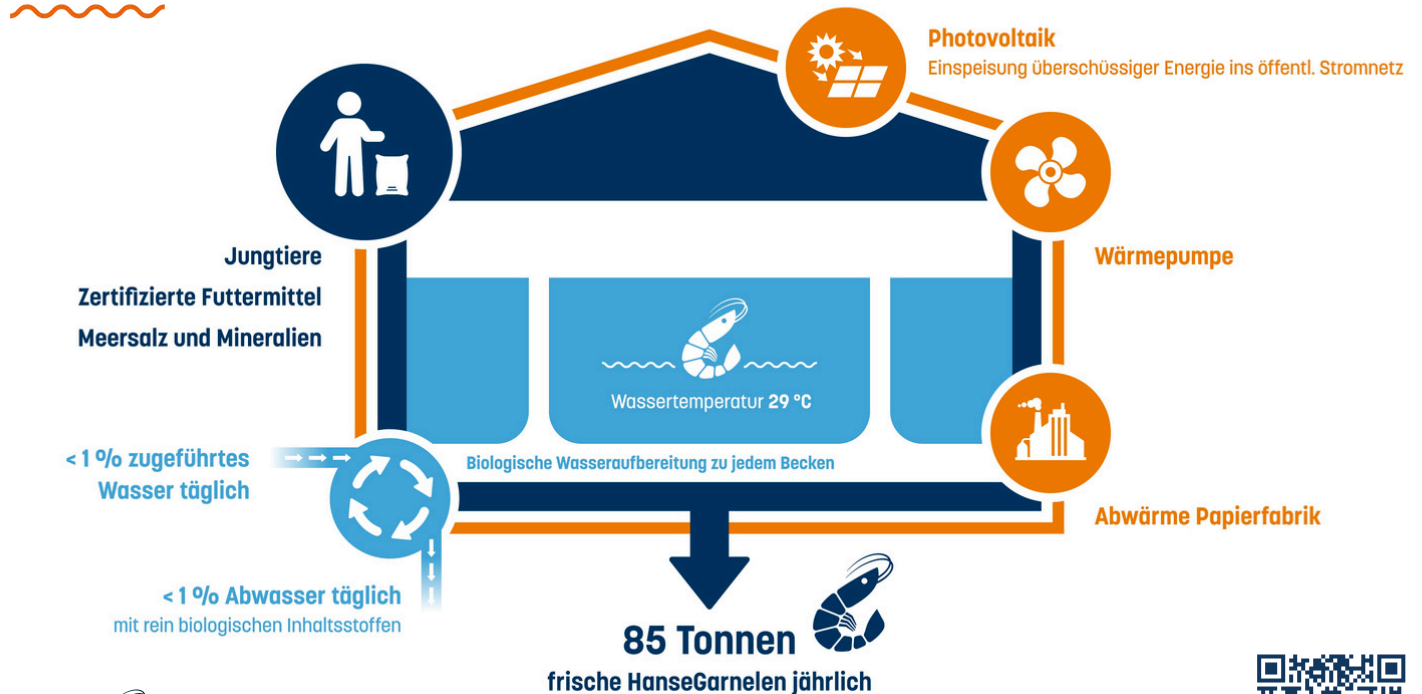 Photovoltaik
Einspeisung überschüssiger Energie ins öffentl. Stromnetz
Jungtiere
Zertifizierte Futtermittel
Meersalz und Mineralien
Wärmepumpe
Wassertemperatur 29 °C
< 1 % zugeführtes
Wasser täglich
Biologische Wasseraufbereitung zu jedem Becken
Abwärme Papierfabrik
< 1 % Abwasser täglich
mit rein biologischen Inhaltsstoffen
85 Tonnen
frische HanseGarnelen jährlich